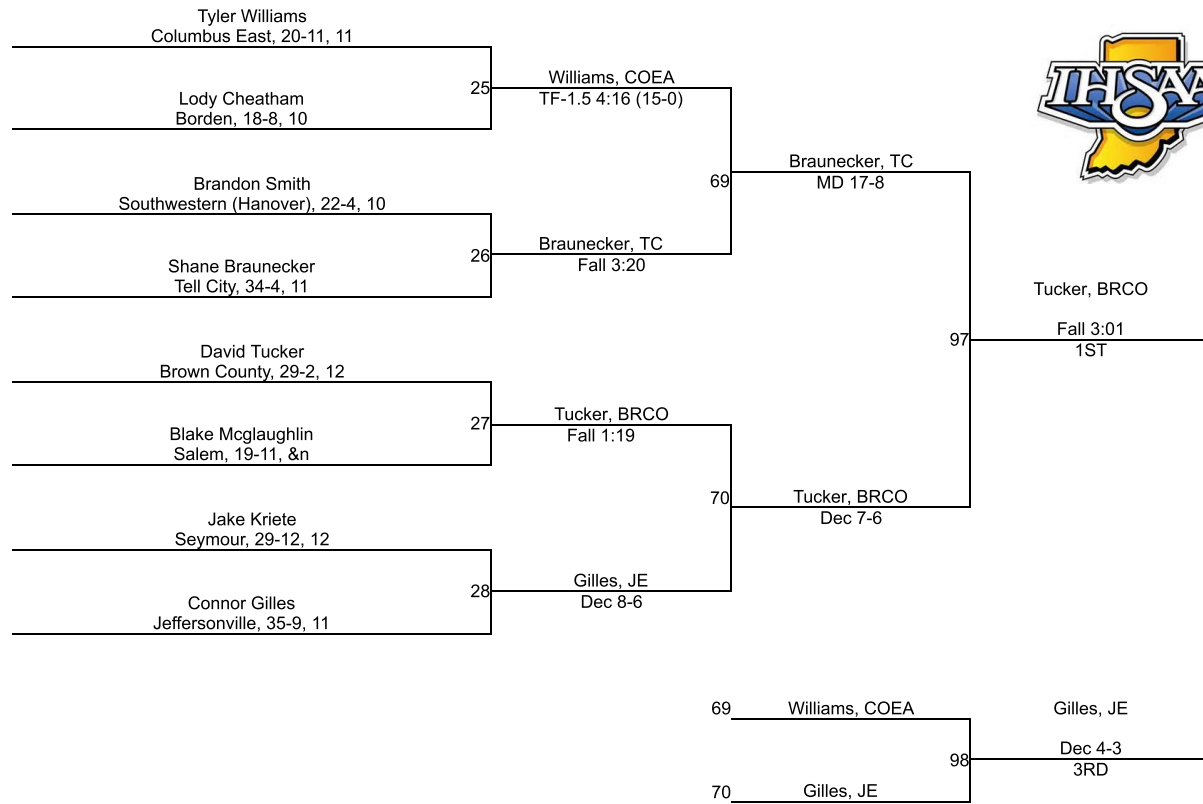 Tyler Williams
Columbus East, 20-11, 11
25
Williams, COEA
TF-1.5 4:16 (15-0)
Lody Cheatham
Borden, 18-8, 10
IHSAA
69
Braunecker, TC
MD 17-8
Brandon Smith
Southwestern (Hanover), 22-4, 10
26
Braunecker, TC
Fall 3:20
Shane Braunecker
Tell City, 34-4, 11
97
Tucker, BRCO
Fall 3:01
1ST
David Tucker
Brown County, 29-2, 12
27
Tucker, BRCO
Fall 1:19
Blake Mcglaughlin
Salem, 19-11, &n
70
Tucker, BRCO
Dec 7-6
Jake Kriete
Seymour, 29-12, 12
28
Gilles, JE
Dec 8-6
Connor Gilles
Jeffersonville, 35-9, 11
69
Williams, COEA
98
Gilles, JE
Dec 4-3
3RD
70
Gilles, JE